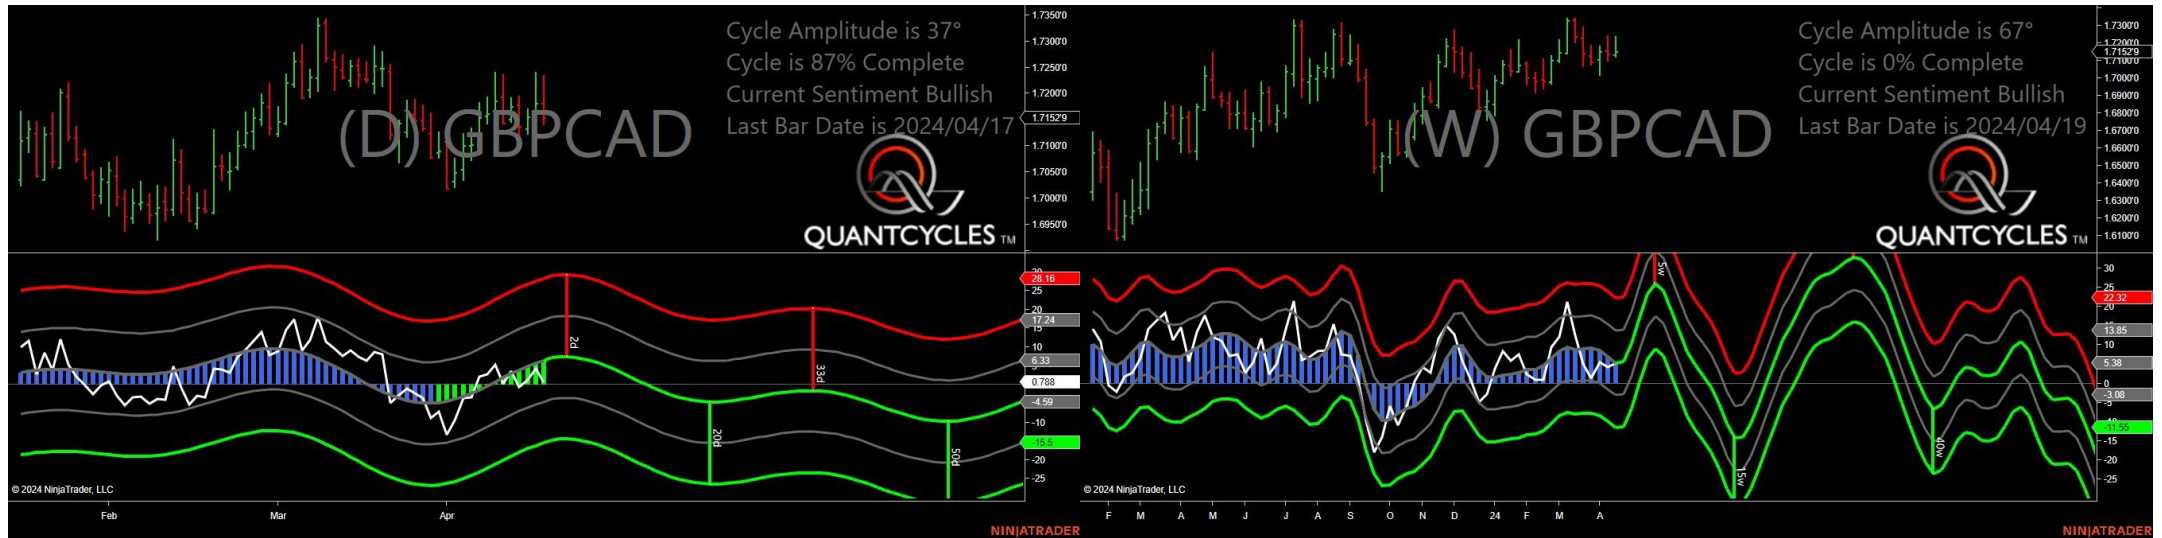 Cycle Amplitude is 37°
Cycle is 87% Complete
Current Sentiment Bullish
Last Bar Date is 2024/04/17
(D) GBPCAD
QUANTCYCLES TM
1.7350'0
1.7300'0
1.7250'0
1.7200'0
1.7152'9
1.7100'0
1.7050'0
1.7000'0
1.6950'0
28.16
25
20
17.24
10
6.33
0.788
-4.59
-10
-15.5
-20
-25
2d
20d
33d
50d
© 2024 NinjaTrader, LLC
Feb Mar Apr
NINJATRADER
Cycle Amplitude is 67°
Cycle is 0% Complete
Current Sentiment Bullish
Last Bar Date is 2024/04/19
(W) GBPCAD
QUANTCYCLES TM
1.7300'0
1.7200'0
1.7152'9
1.7100'0
1.7000'0
1.6900'0
1.6800'0
1.6700'0
1.6600'0
1.6500'0
1.6400'0
1.6300'0
1.6200'0
1.6100'0
30
25
22.32
20
13.85
10
5.38
0
-3.08
-5
-11.55
-15
-20
-25
5w
15w
40w
© 2024 NinjaTrader, LLC
F M A M J J A S O N D 24 F M A
NINJATRADER